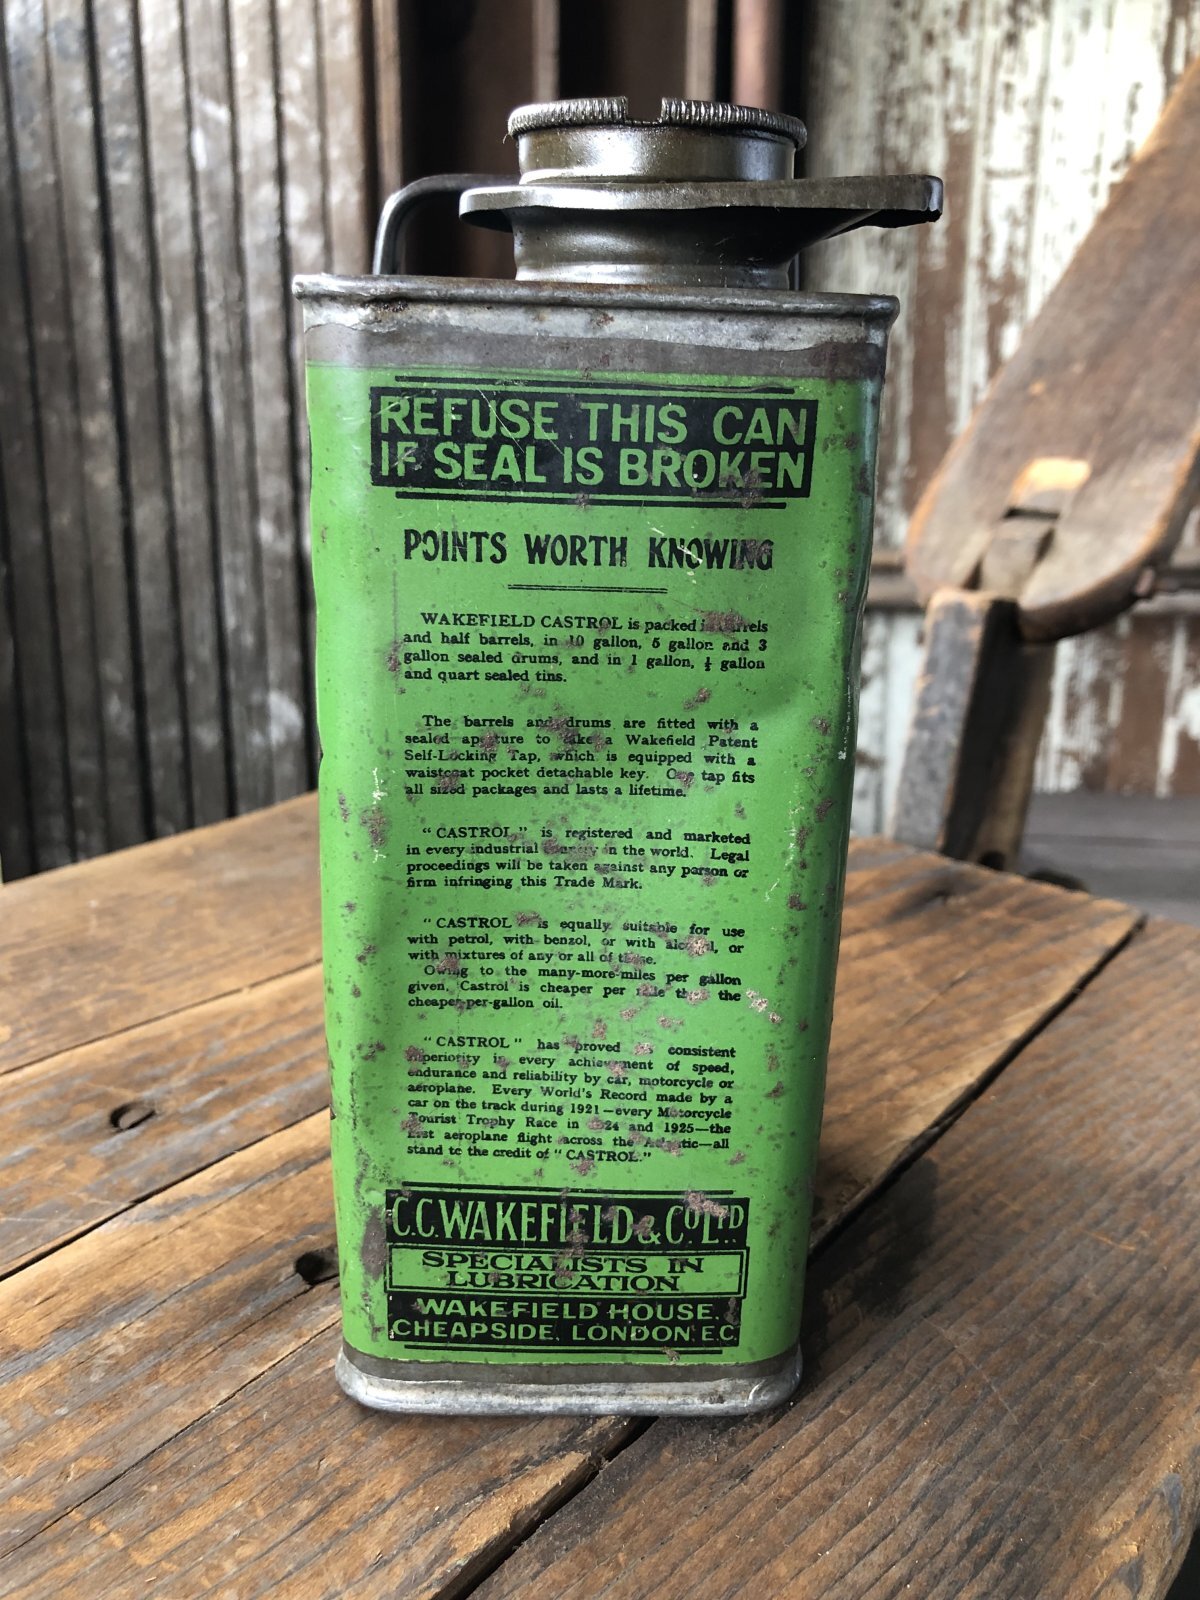 REFUSE THIS CAN
IF SEAL IS BROKEN
POINTS WORTH KNOWING
WAKEFIELD CASTROL is packed in barrels
and half barrels, in 10 gallon, 5 gallon and 3
gallon sealed drums, and in 1 gallon, ½ gallon
and quart sealed tins.
The barrels and drums are fitted with a
sealed aperture to take a Wakefield Patent
Self-Locking Tap, which is equipped with a
waistcoat pocket detachable key. One tap fits
all sized packages and lasts a lifetime.
"CASTROL" is registered and marketed
in every industrial country in the world. Legal
proceedings will be taken against any person or
firm infringing this Trade Mark.
"CASTROL" is equally suitable for use
with petrol, with benzol, or with alcohol, or
with mixtures of any or all of these.
Owing to the many-more-miles per gallon
given, Castrol is cheaper per mile than the
cheaper-per-gallon oil.
"CASTROL" has proved its consistent
superiority in every achievement of speed,
endurance and reliability by car, motorcycle or
aeroplane. Every World's Record made by a
car on the track during 1921—every Motorcycle
Tourist Trophy Race in 1924 and 1925—the
first aeroplane flight across the Atlantic—all
stand to the credit of "CASTROL."
C.C. WAKEFIELD & Co LTD.
SPECIALISTS IN
LUBRICATION
WAKEFIELD HOUSE,
CHEAPSIDE, LONDON, E.C.